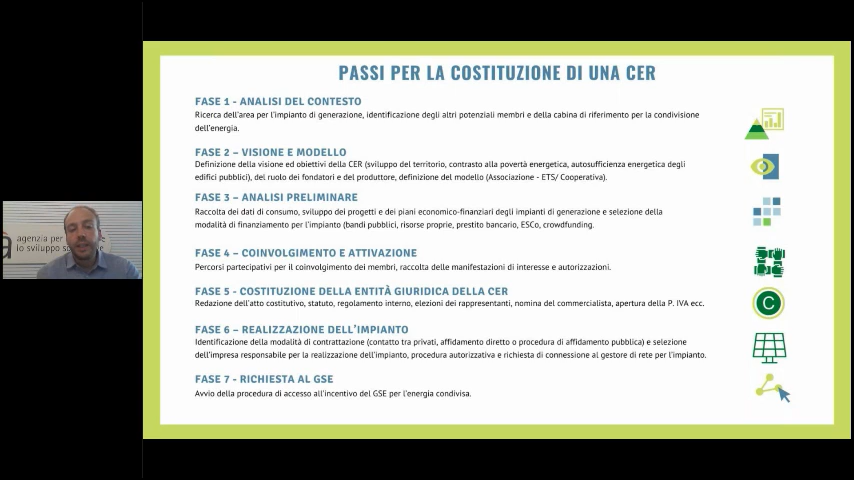 PASSI PER LA COSTITUZIONE DI UNA CER
FASE 1 - ANALISI DEL CONTESTO
Ricerca dell'area per l'impianto di generazione, identificazione degli altri potenziali membri e della cabina di riferimento per la condivisione
dell'energia.
FASE 2 – VISIONE E MODELLO
Definizione della visione ed obiettivi della CER (sviluppo del territorio, contrasto alla povertà energetica, autosufficienza energetica degli
edifici pubblici), del ruolo dei fondatori e del produttore, definizione del modello (Associazione - ETS/ Cooperativa).
FASE 3 – ANALISI PRELIMINARE
Raccolta dei dati di consumo, sviluppo dei progetti e dei piani economico-finanziari degli impianti di generazione e selezione della
modalità di finanziamento per l'impianto (bandi pubblici, risorse proprie, prestito bancario, ESCo, crowdfunding.
FASE 4 – COINVOLGIMENTO E ATTIVAZIONE
Percorsi partecipativi per il coinvolgimento dei membri, raccolta delle manifestazioni di interesse e autorizzazioni.
FASE 5 - COSTITUZIONE DELLA ENTITÀ GIURIDICA DELLA CER
Redazione dell'atto costitutivo, statuto, regolamento interno, elezioni dei rappresentanti, nomina del commercialista, apertura della P. IVA ecc.
FASE 6 – REALIZZAZIONE DELL'IMPIANTO
Identificazione della modalità di contrattazione (contatto tra privati, affidamento diretto o procedura di affidamento pubblica) e selezione
dell'impresa responsabile per la realizzazione dell'impianto, procedura autorizzativa e richiesta di connessione al gestore di rete per l'impianto.
FASE 7 - RICHIESTA AL GSE
Avvio della procedura di accesso all'incentivo del GSE per l'energia condivisa.
C
agenzia per
lo sviluppo